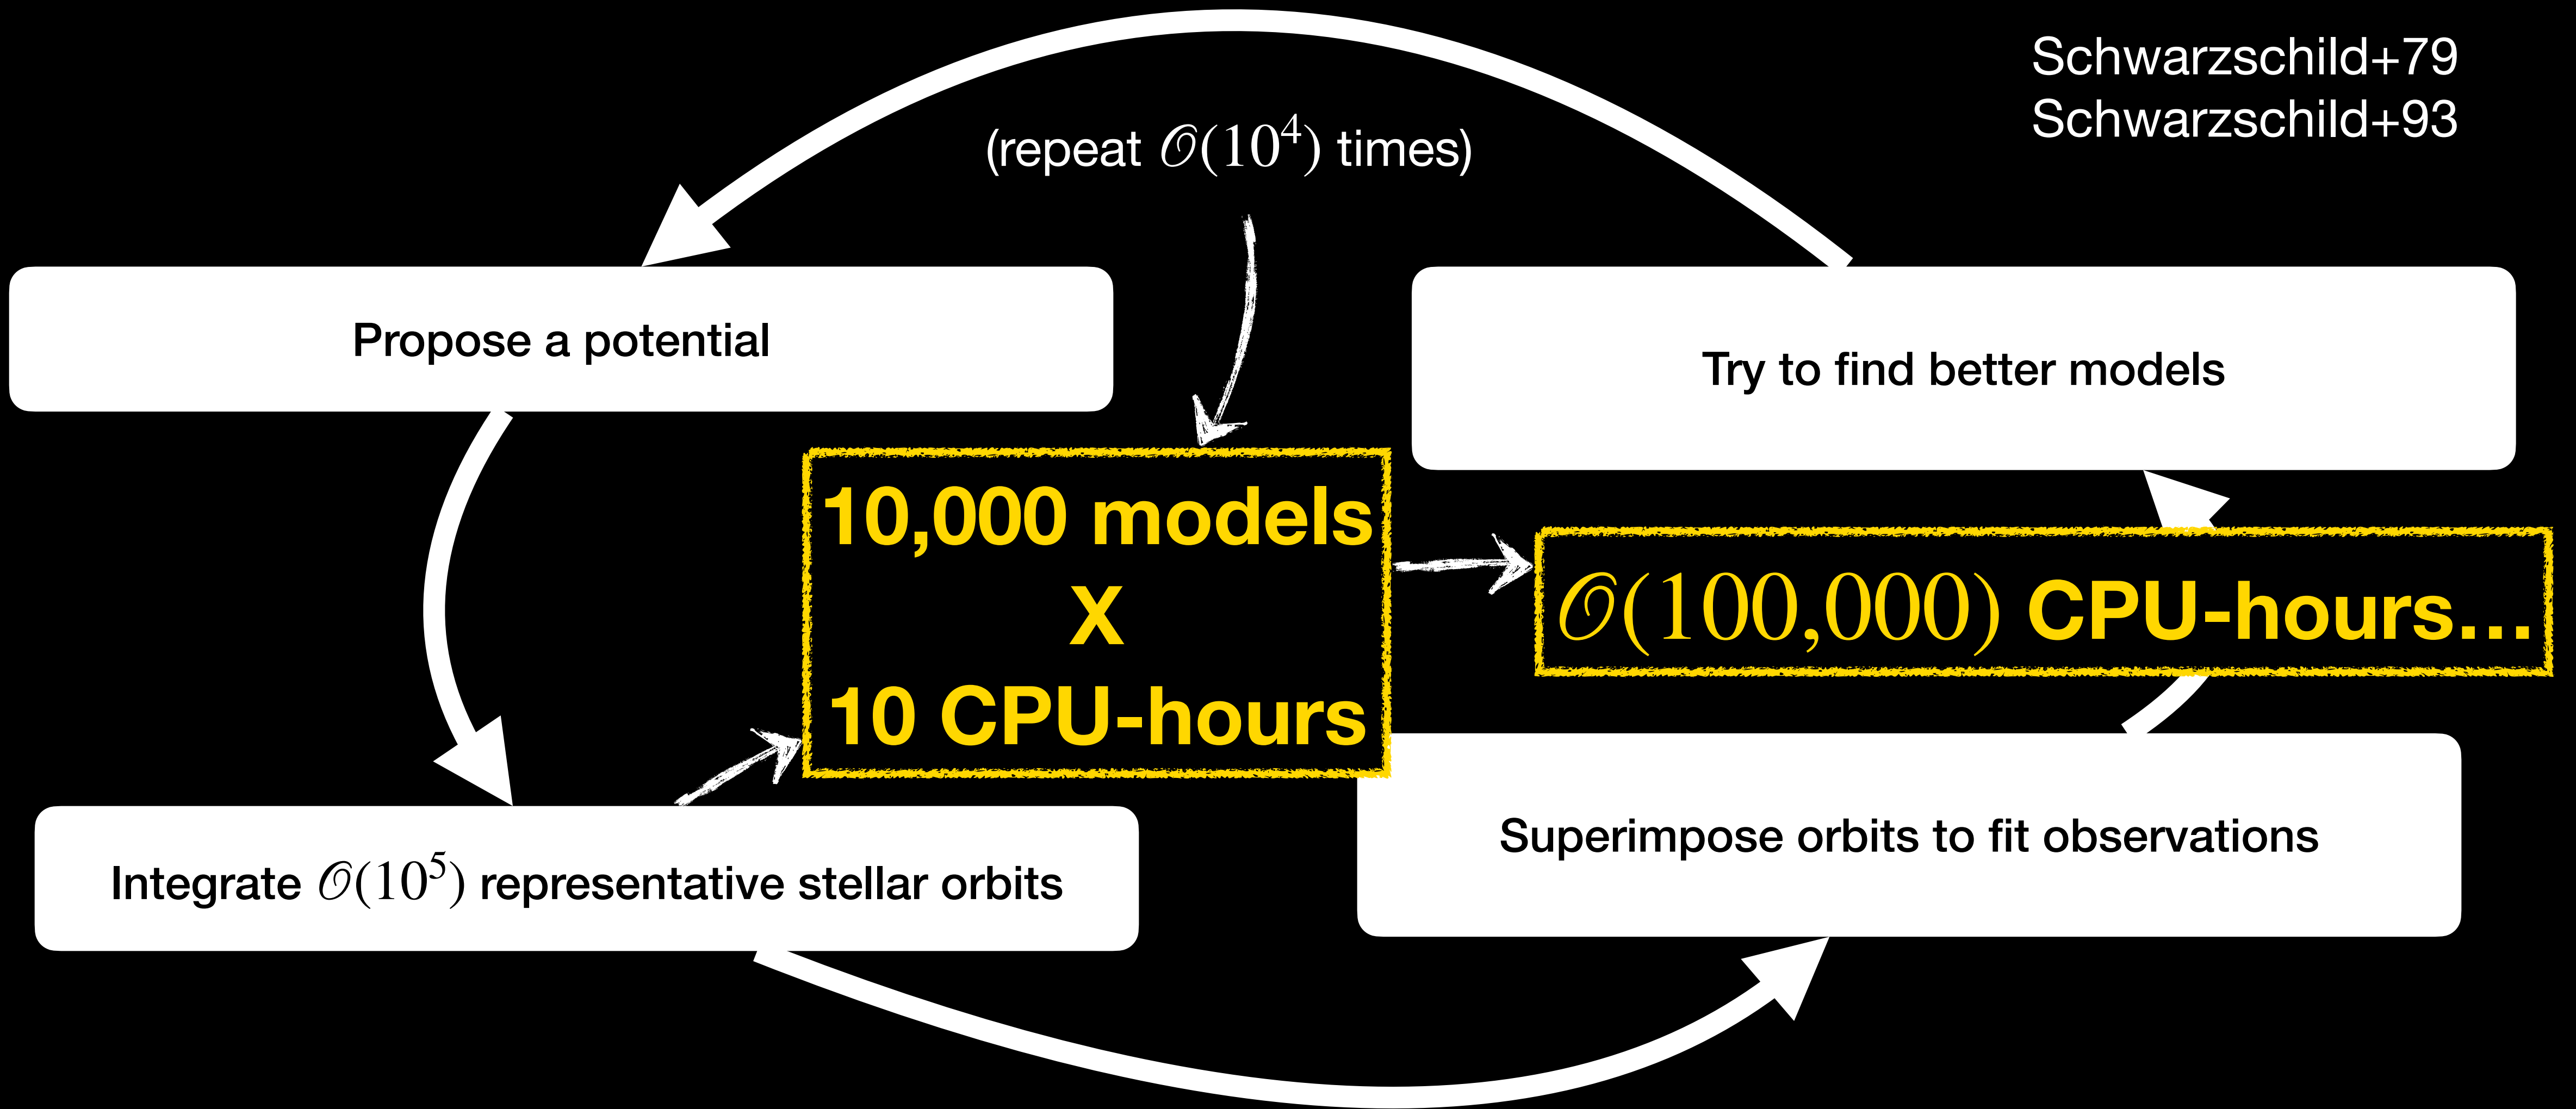 Schwarzschild+79
Schwarzschild+93
(repeat 𝒪(10⁴) times)
Propose a potential
Try to find better models
10,000 models
X
10 CPU-hours
𝒪(100,000) CPU-hours…
Integrate 𝒪(10⁵) representative stellar orbits
Superimpose orbits to fit observations